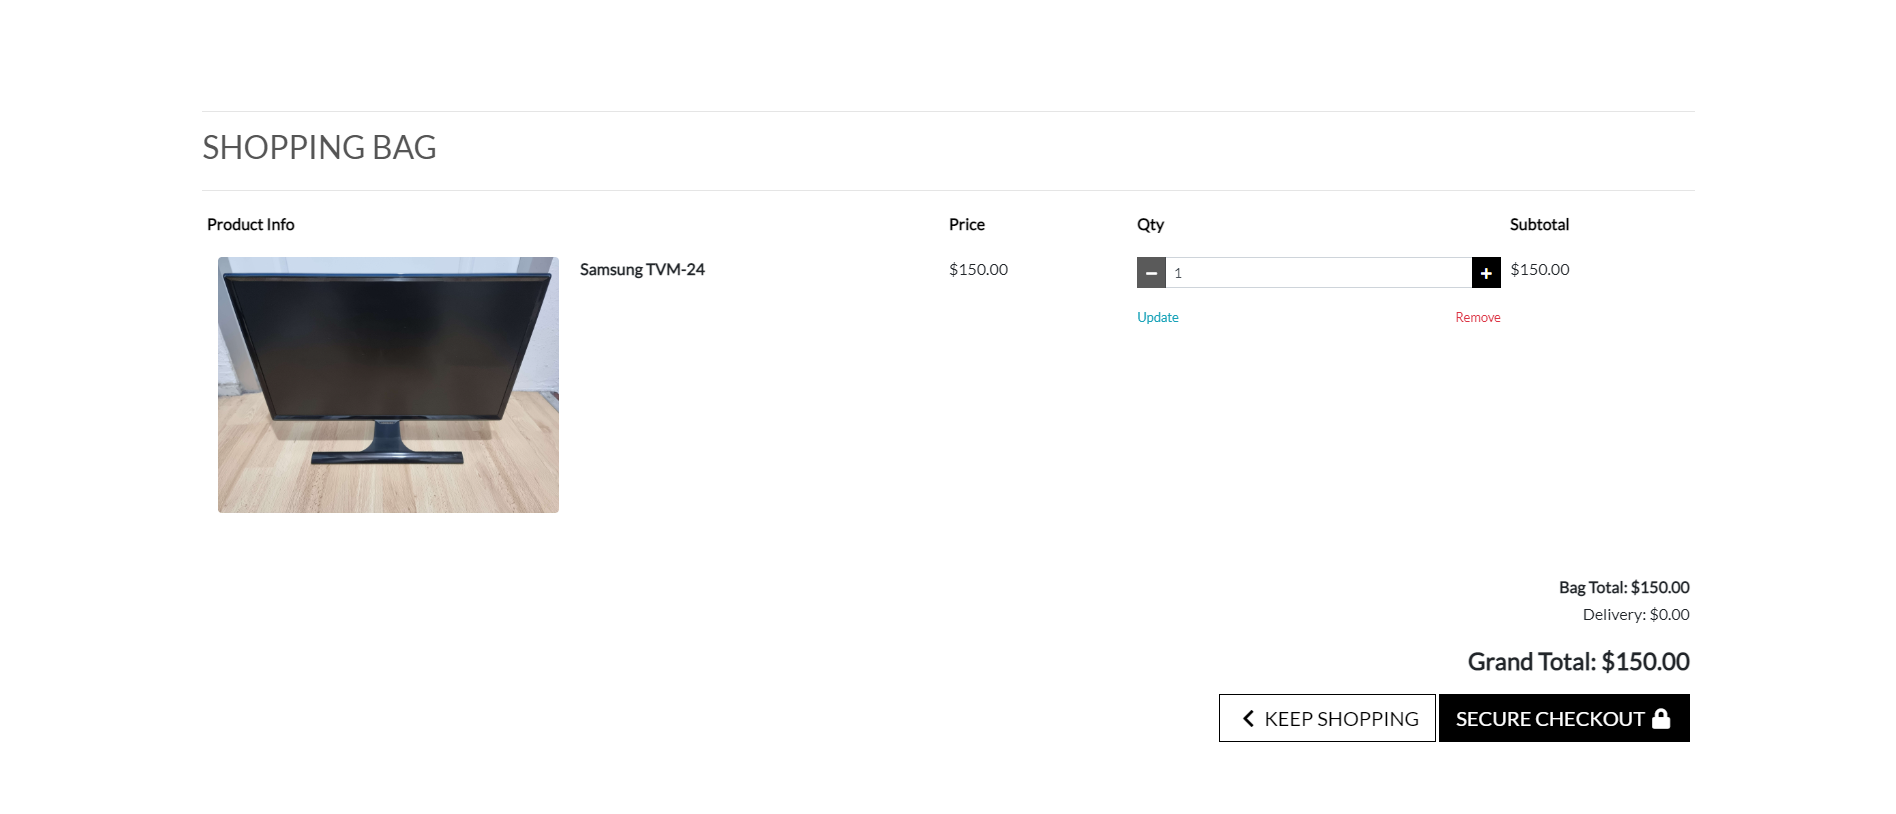 SHOPPING BAG
Product Info Price Qty Subtotal
Samsung TVM-24 $150.00 1 $150.00
Update Remove
Bag Total: $150.00
Delivery: $0.00
Grand Total: $150.00
KEEP SHOPPING SECURE CHECKOUT